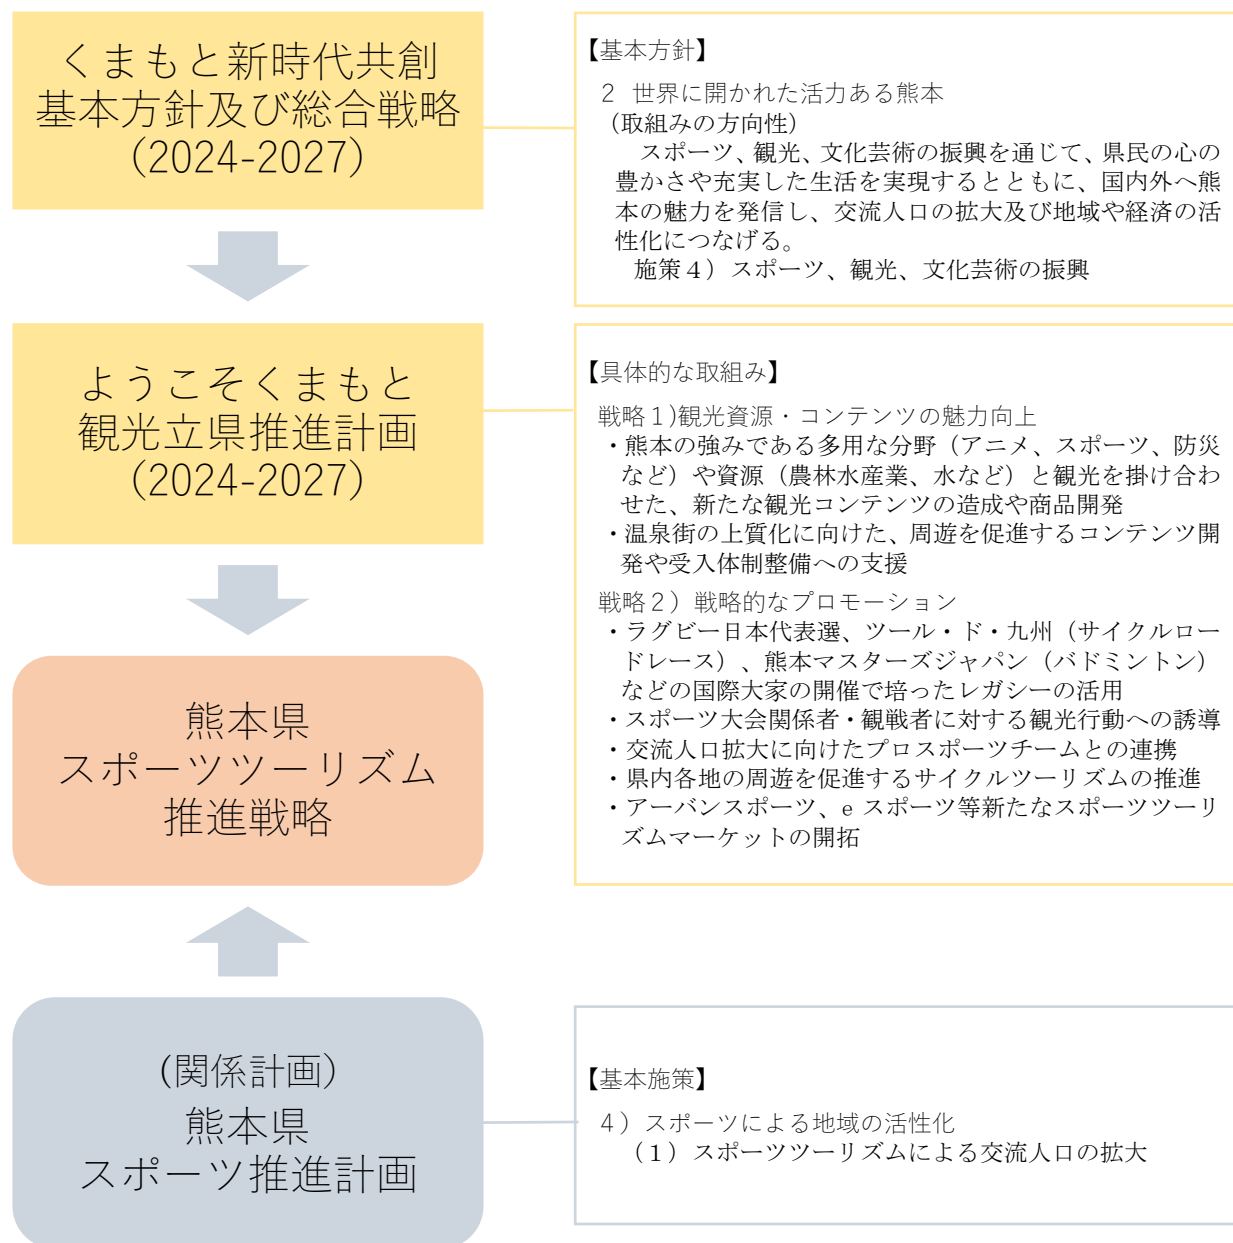 くまもと新時代共創
基本方針及び総合戦略
(2024-2027)
【基本方針】
２ 世界に開かれた活力ある熊本
（取組みの方向性）
スポーツ、観光、文化芸術の振興を通じて、県民の心の
豊かさや充実した生活を実現するとともに、国内外へ熊
本の魅力を発信し、交流人口の拡大及び地域や経済の活
性化につなげる。
施策４）スポーツ、観光、文化芸術の振興
ようこそくまもと
観光立県推進計画
(2024-2027)
【具体的な取組み】
戦略１)観光資源・コンテンツの魅力向上
・熊本の強みである多用な分野（アニメ、スポーツ、防災
など）や資源（農林水産業、水など）と観光を掛け合わ
せた、新たな観光コンテンツの造成や商品開発
・温泉街の上質化に向けた、周遊を促進するコンテンツ開
発や受入体制整備への支援
戦略２）戦略的なプロモーション
・ラグビー日本代表選、ツール・ド・九州（サイクルロー
ドレース）、熊本マスターズジャパン（バドミントン）
などの国際大家の開催で培ったレガシーの活用
・スポーツ大会関係者・観戦者に対する観光行動への誘導
・交流人口拡大に向けたプロスポーツチームとの連携
・県内各地の周遊を促進するサイクルツーリズムの推進
・アーバンスポーツ、e スポーツ等新たなスポーツツーリ
ズムマーケットの開拓
熊本県
スポーツツーリズム
推進戦略
(関係計画)
熊本県
スポーツ推進計画
【基本施策】
４）スポーツによる地域の活性化
（１）スポーツツーリズムによる交流人口の拡大